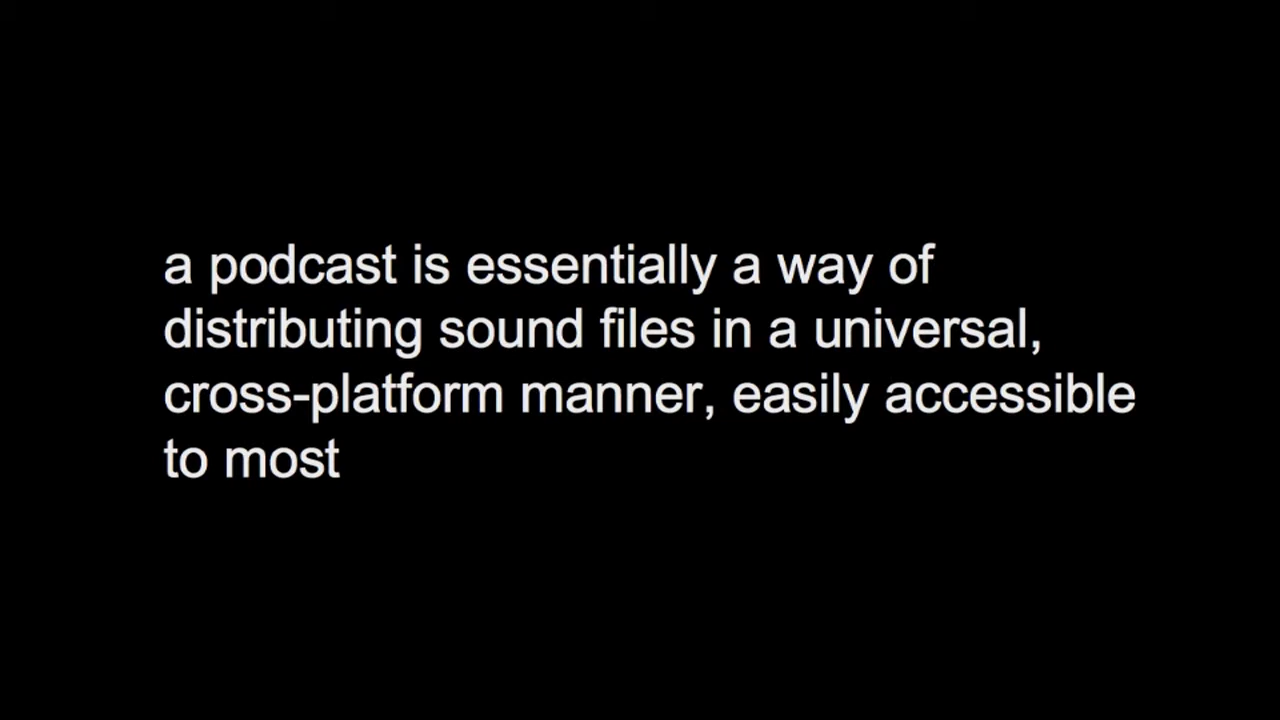 a podcast is essentially a way of
distributing sound files in a universal,
cross-platform manner, easily accessible
to most